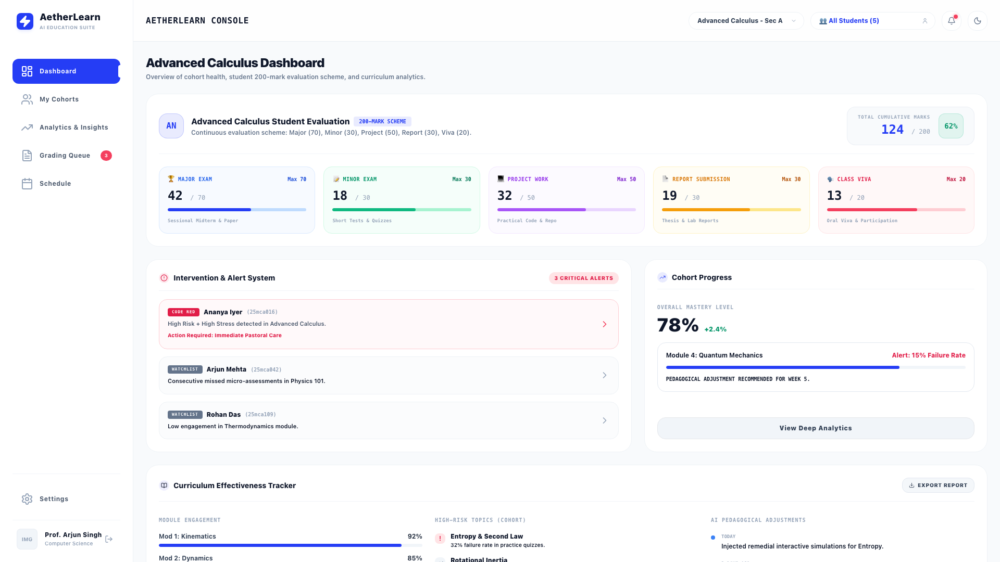 AetherLearn
AI EDUCATION SUITE
Dashboard
My Cohorts
Analytics & Insights
Grading Queue
3
Schedule
Settings
IMG
Prof. Arjun Singh
Computer Science
AETHERLEARN CONSOLE
Advanced Calculus - Sec A
👥 All Students (5)
Advanced Calculus Dashboard
Overview of cohort health, student 200-mark evaluation scheme, and curriculum analytics.
AN
Advanced Calculus Student Evaluation
200-MARK SCHEME
Continuous evaluation scheme: Major (70), Minor (30), Project (50), Report (30), Viva (20).
TOTAL CUMULATIVE MARKS
124 / 200
62%
🏆 MAJOR EXAM
Max 70
42 / 70
Sessional Midterm & Paper
📝 MINOR EXAM
Max 30
18 / 30
Short Tests & Quizzes
💻 PROJECT WORK
Max 50
32 / 50
Practical Code & Repo
📄 REPORT SUBMISSION
Max 30
19 / 30
Thesis & Lab Reports
🗣️ CLASS VIVA
Max 20
13 / 20
Oral Viva & Participation
Intervention & Alert System
3 CRITICAL ALERTS
CODE RED
Ananya Iyer (25mca016)
High Risk + High Stress detected in Advanced Calculus.
Action Required: Immediate Pastoral Care
WATCHLIST
Arjun Mehta (25mca042)
Consecutive missed micro-assessments in Physics 101.
WATCHLIST
Rohan Das (25mca109)
Low engagement in Thermodynamics module.
Cohort Progress
OVERALL MASTERY LEVEL
78% +2.4%
Module 4: Quantum Mechanics
Alert: 15% Failure Rate
PEDAGOGICAL ADJUSTMENT RECOMMENDED FOR WEEK 5.
View Deep Analytics
Curriculum Effectiveness Tracker
EXPORT REPORT
MODULE ENGAGEMENT
Mod 1: Kinematics
92%
Mod 2: Dynamics
85%
HIGH-RISK TOPICS (COHORT)
!
Entropy & Second Law
32% failure rate in practice quizzes.
Rotational Inertia
AI PEDAGOGICAL ADJUSTMENTS
TODAY
Injected remedial interactive simulations for Entropy.